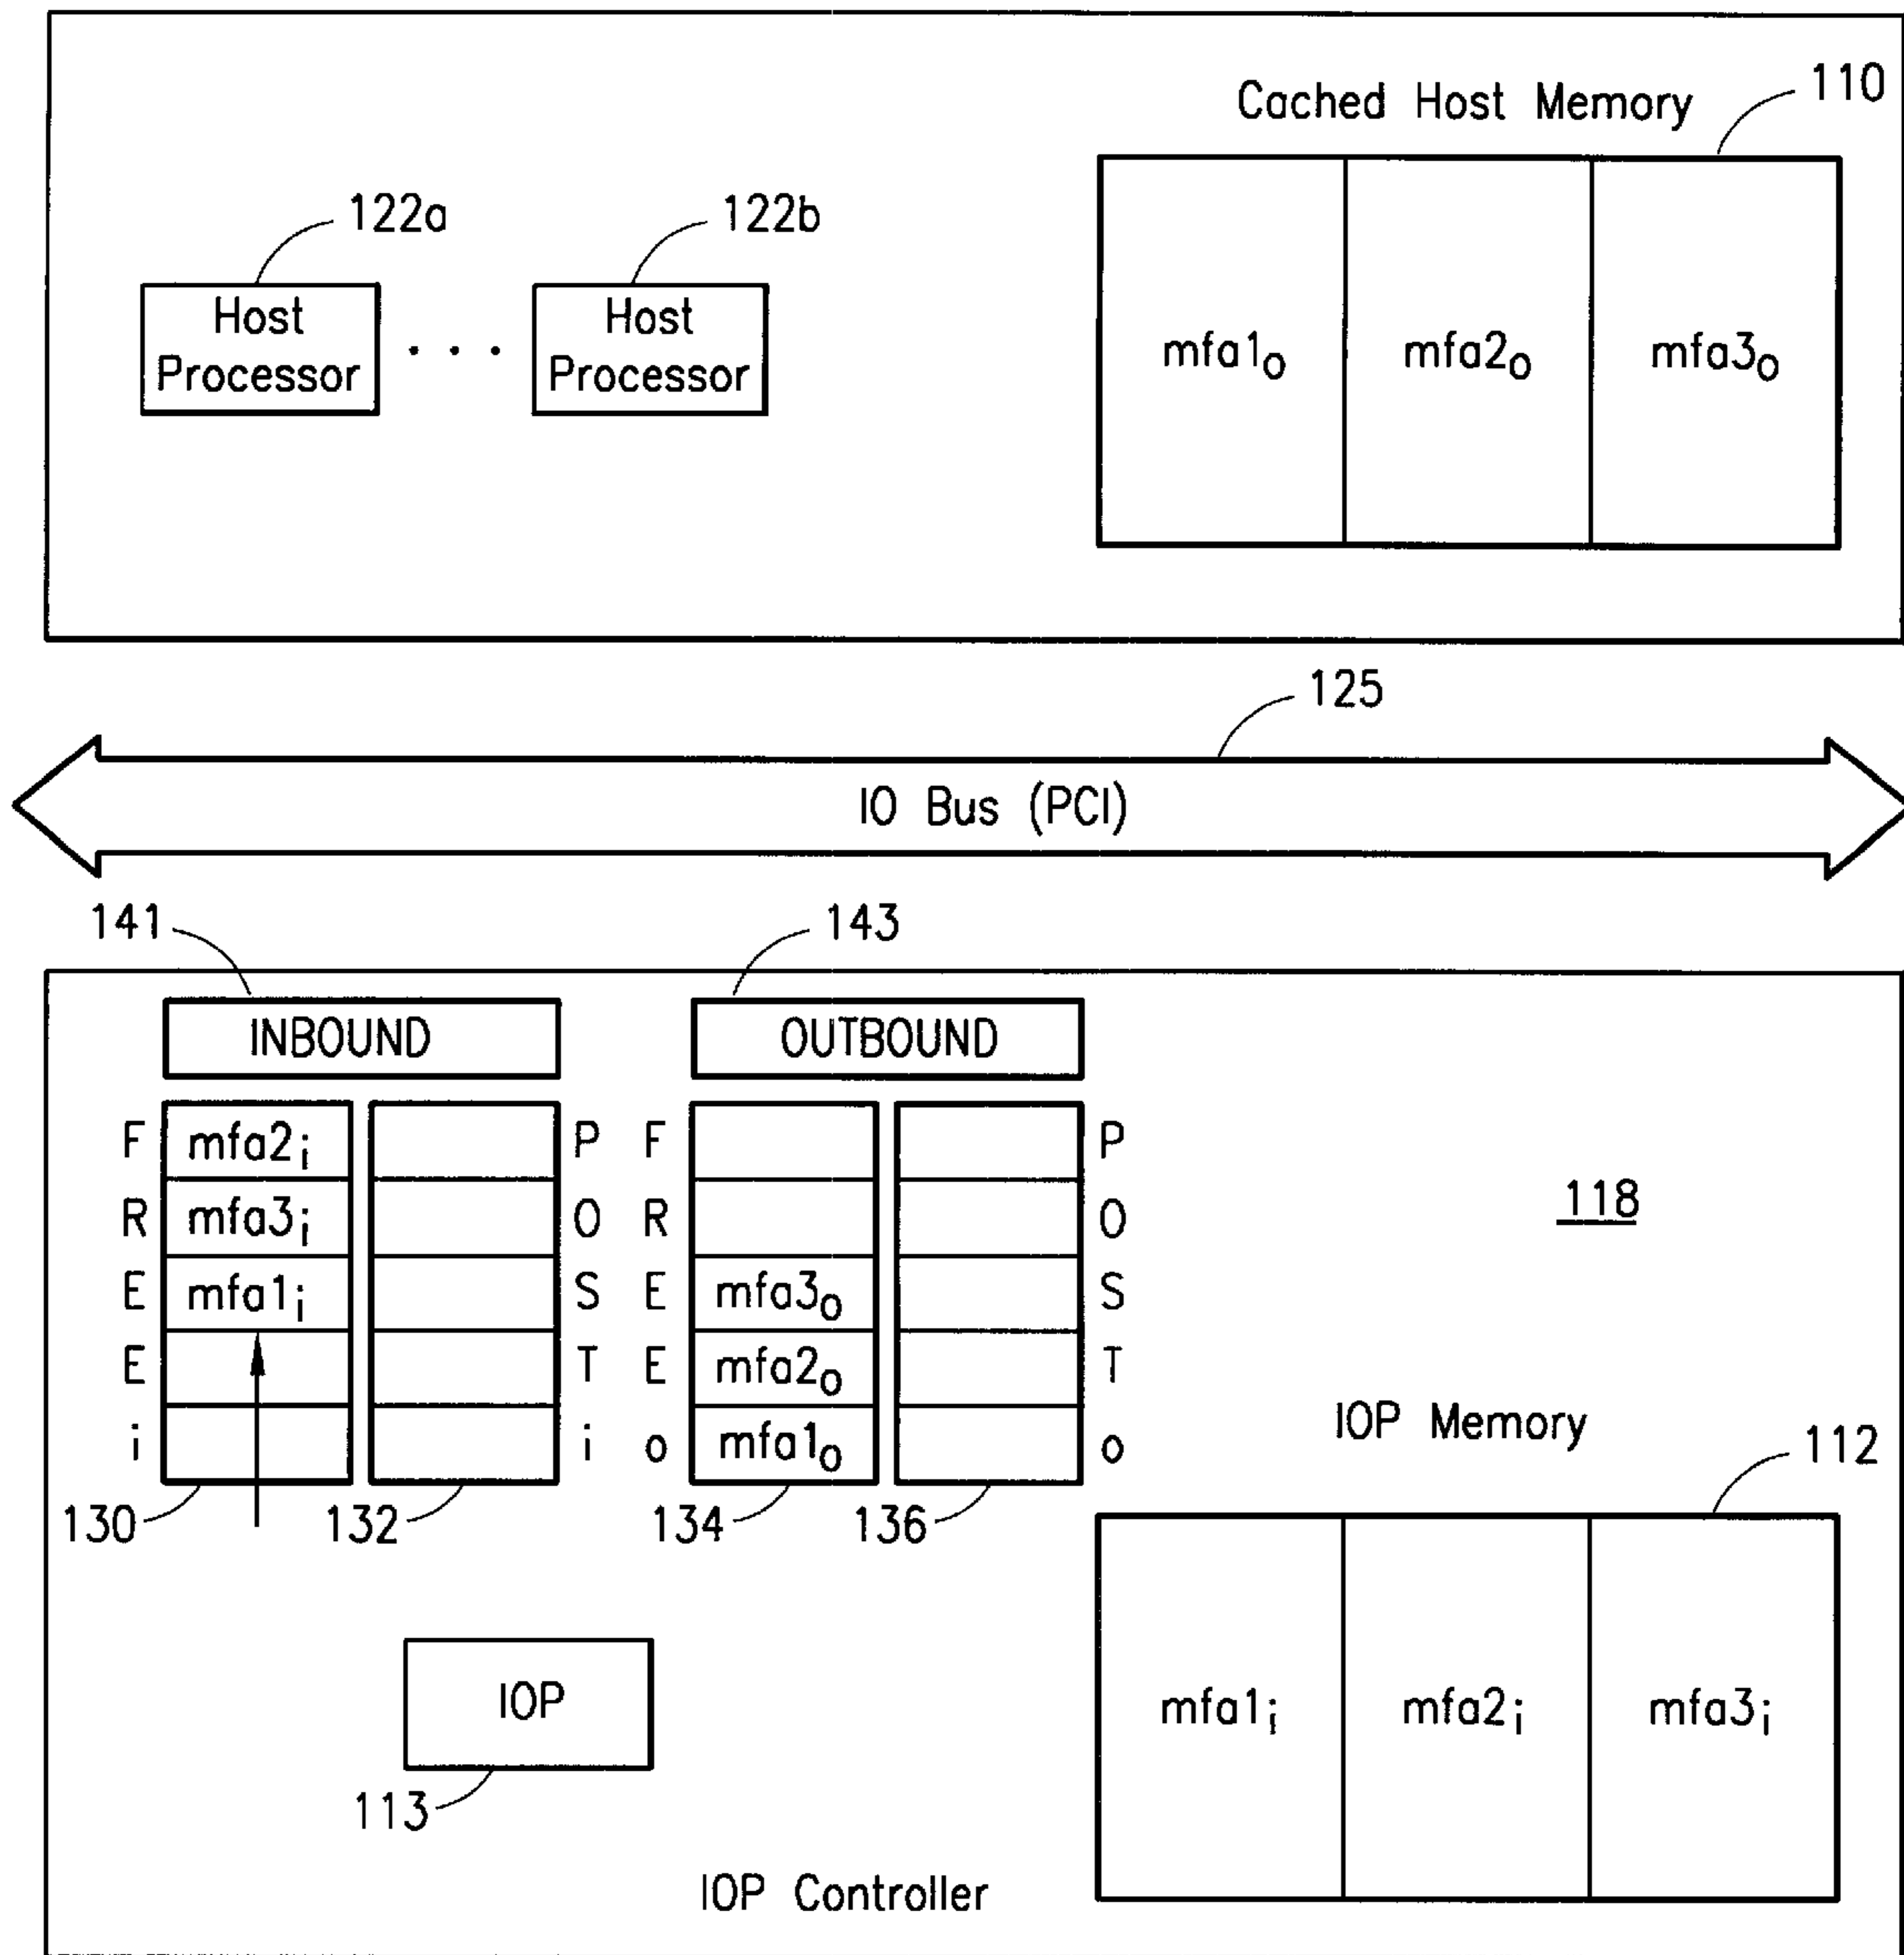 110
Cached Host Memory
122a
122b
Host Processor
. . .
Host Processor
mfa1o
mfa2o
mfa3o
125
IO Bus (PCI)
141
143
INBOUND
OUTBOUND
F mfa2i P F P
R mfa3i O R O
E mfa1i S E mfa3o S
E T E mfa2o T
i i o mfa1o o
130
132
134
136
118
IOP Memory
112
IOP
113
mfa1i
mfa2i
mfa3i
IOP Controller